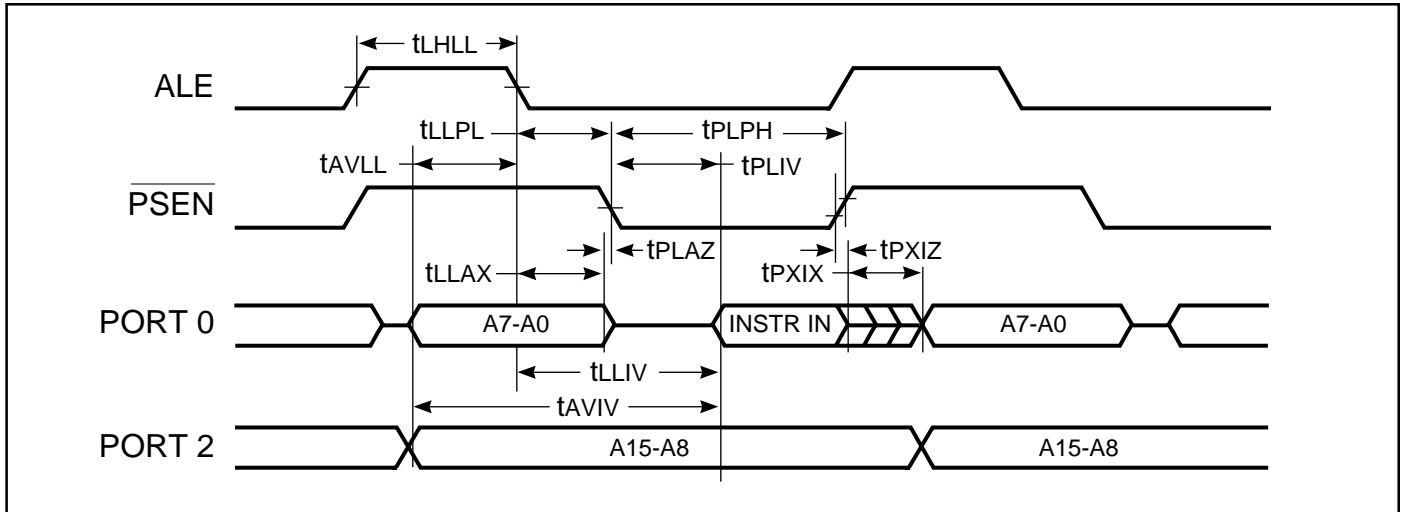 tLHLL
ALE
tLLPL
tPLPH
tAVLL
tPLIV
PSEN
tPLAZ
tPXIZ
tLLAX
tPXIX
PORT 0
A7-A0
INSTR IN
A7-A0
tLLIV
tAVIV
PORT 2
A15-A8
A15-A8